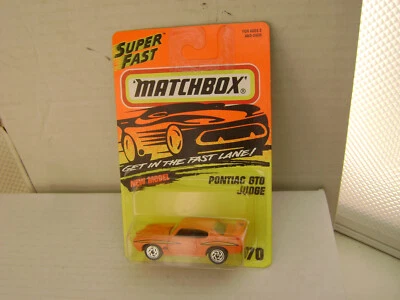 SUPER
FAST
MATCHBOX
GET IN THE FAST LANE!
NEW MODEL
PONTIAC GTO
JUDGE
70